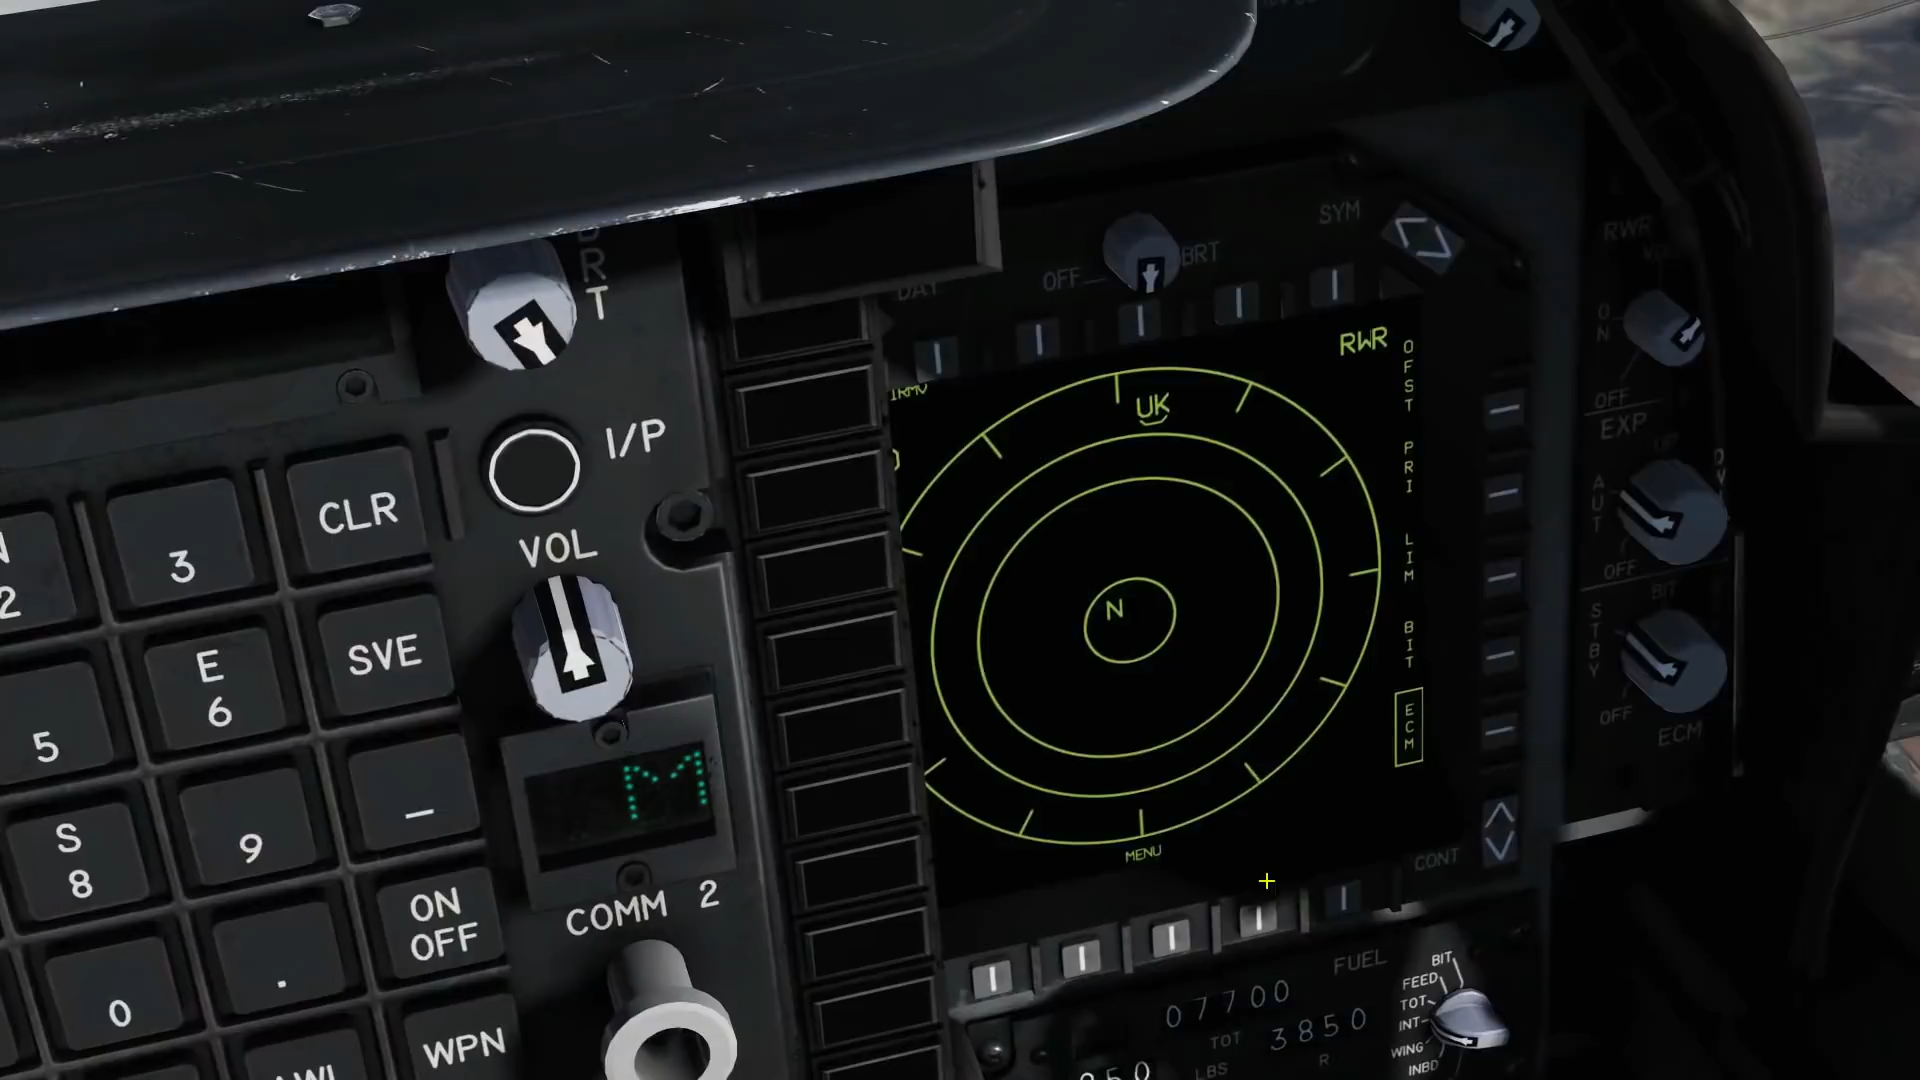 BRT
I/P
VOL
CLR
3
2
E
6
SVE
5
S
8
9
_
ON
OFF
0
.
WPN
M
COMM 2
DAY
OFF
BRT
SYM
RWR
UK
N
OFST
PRI
LIM
BIT
ECM
MENU
CONT
RWR
ON
OFF
EXP
AUT
OFF
BIT
STBY
OFF
ECM
FUEL
07700
TOT
3850
LBS
R
BIT
FEED
TOT
INT
WING
INBD